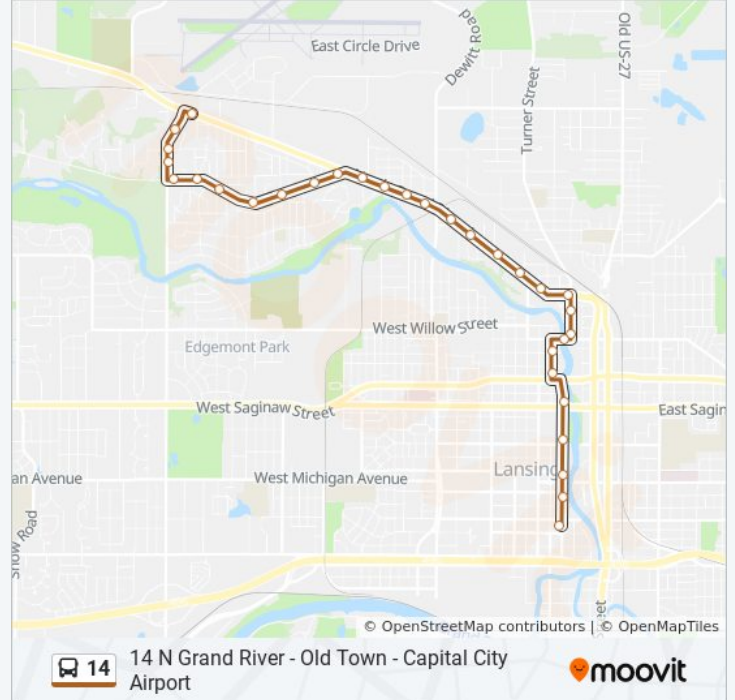 East Circle Drive
Dewitt Road
Old US-27
Turner Street
West Willow Street
Edgemont Park
West Saginaw Street
East Sagin
an Avenue
West Michigan Avenue
Lansing
Snow Road
eet
© OpenStreetMap contributors | © OpenMapTiles
14
14 N Grand River - Old Town - Capital City
Airport
moovit